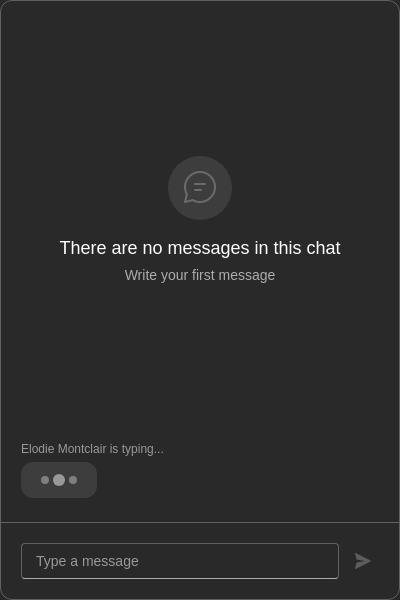 There are no messages in this chat
Write your first message
Elodie Montclair is typing...
Type a message